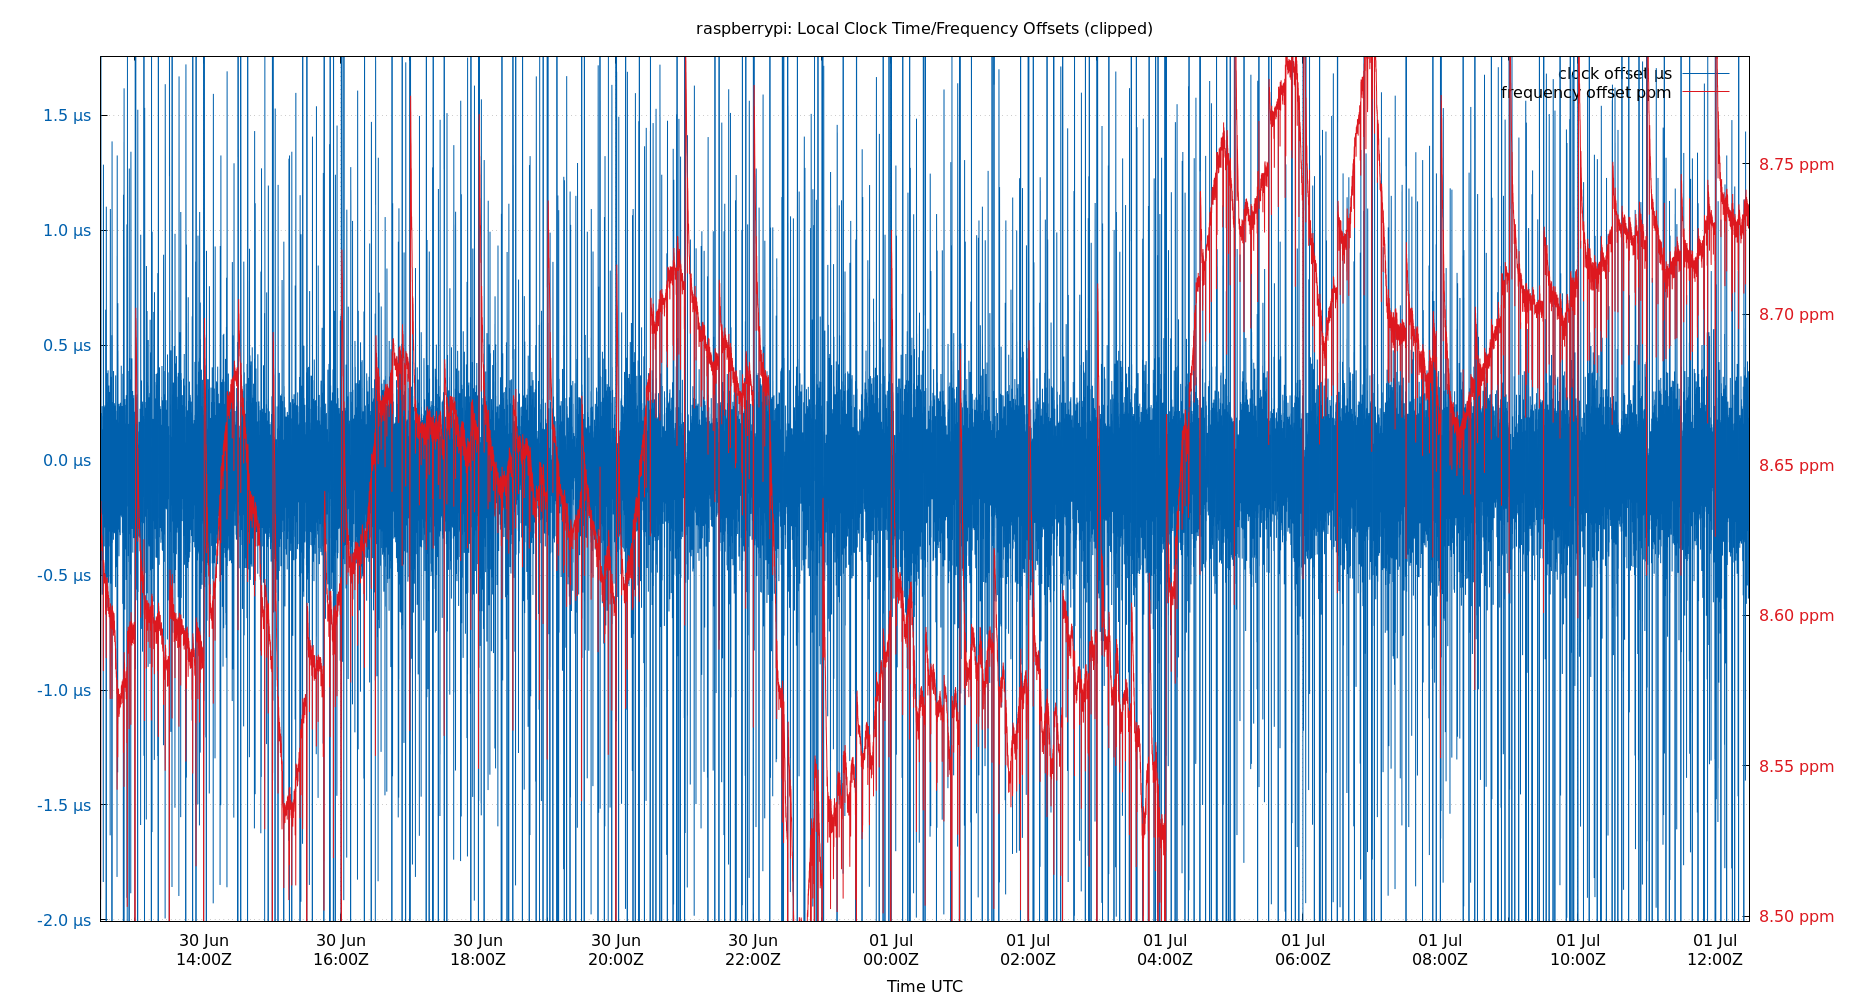 raspberrypi: Local Clock Time/Frequency Offsets (clipped)
clock offset µs
frequency offset ppm
1.5 µs
1.0 µs
0.5 µs
0.0 µs
-0.5 µs
-1.0 µs
-1.5 µs
-2.0 µs
8.75 ppm
8.70 ppm
8.65 ppm
8.60 ppm
8.55 ppm
8.50 ppm
30 Jun 30 Jun 30 Jun 30 Jun 30 Jun 01 Jul 01 Jul 01 Jul 01 Jul 01 Jul 01 Jul 01 Jul
14:00Z 16:00Z 18:00Z 20:00Z 22:00Z 00:00Z 02:00Z 04:00Z 06:00Z 08:00Z 10:00Z 12:00Z
Time UTC